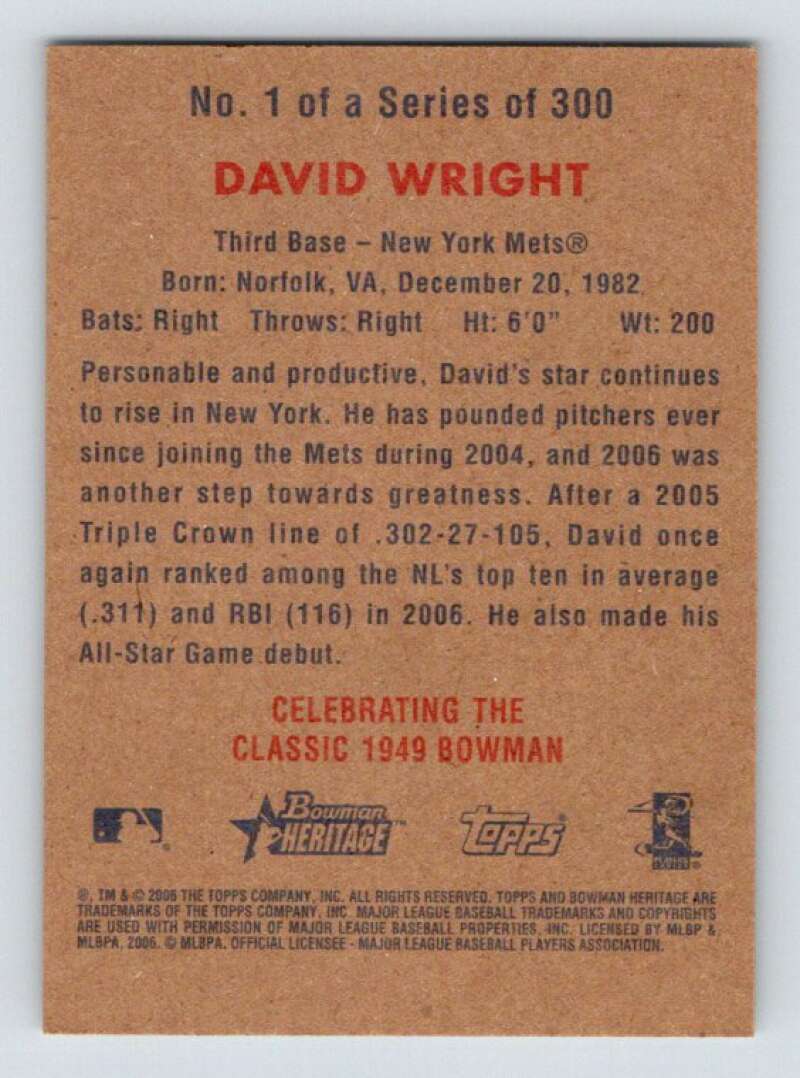 No. 1 of a Series of 300
DAVID WRIGHT
Third Base – New York Mets®
Born: Norfolk, VA, December 20, 1982
Bats: Right Throws: Right Ht: 6'0" Wt: 200
Personable and productive, David's star continues
to rise in New York. He has pounded pitchers ever
since joining the Mets during 2004, and 2006 was
another step towards greatness. After a 2005
Triple Crown line of .302-27-105, David once
again ranked among the NL's top ten in average
(.311) and RBI (116) in 2006. He also made his
All-Star Game debut.
CELEBRATING THE
CLASSIC 1949 BOWMAN
Bowman HERITAGE™ Topps®
®, TM & © 2006 THE TOPPS COMPANY, INC. ALL RIGHTS RESERVED. TOPPS AND BOWMAN HERITAGE ARE
TRADEMARKS OF THE TOPPS COMPANY, INC. MAJOR LEAGUE BASEBALL TRADEMARKS AND COPYRIGHTS
ARE USED WITH PERMISSION OF MAJOR LEAGUE BASEBALL PROPERTIES, INC. LICENSED BY MLBP &
MLBPA, 2006. © MLBPA. OFFICIAL LICENSEE - MAJOR LEAGUE BASEBALL PLAYERS ASSOCIATION.